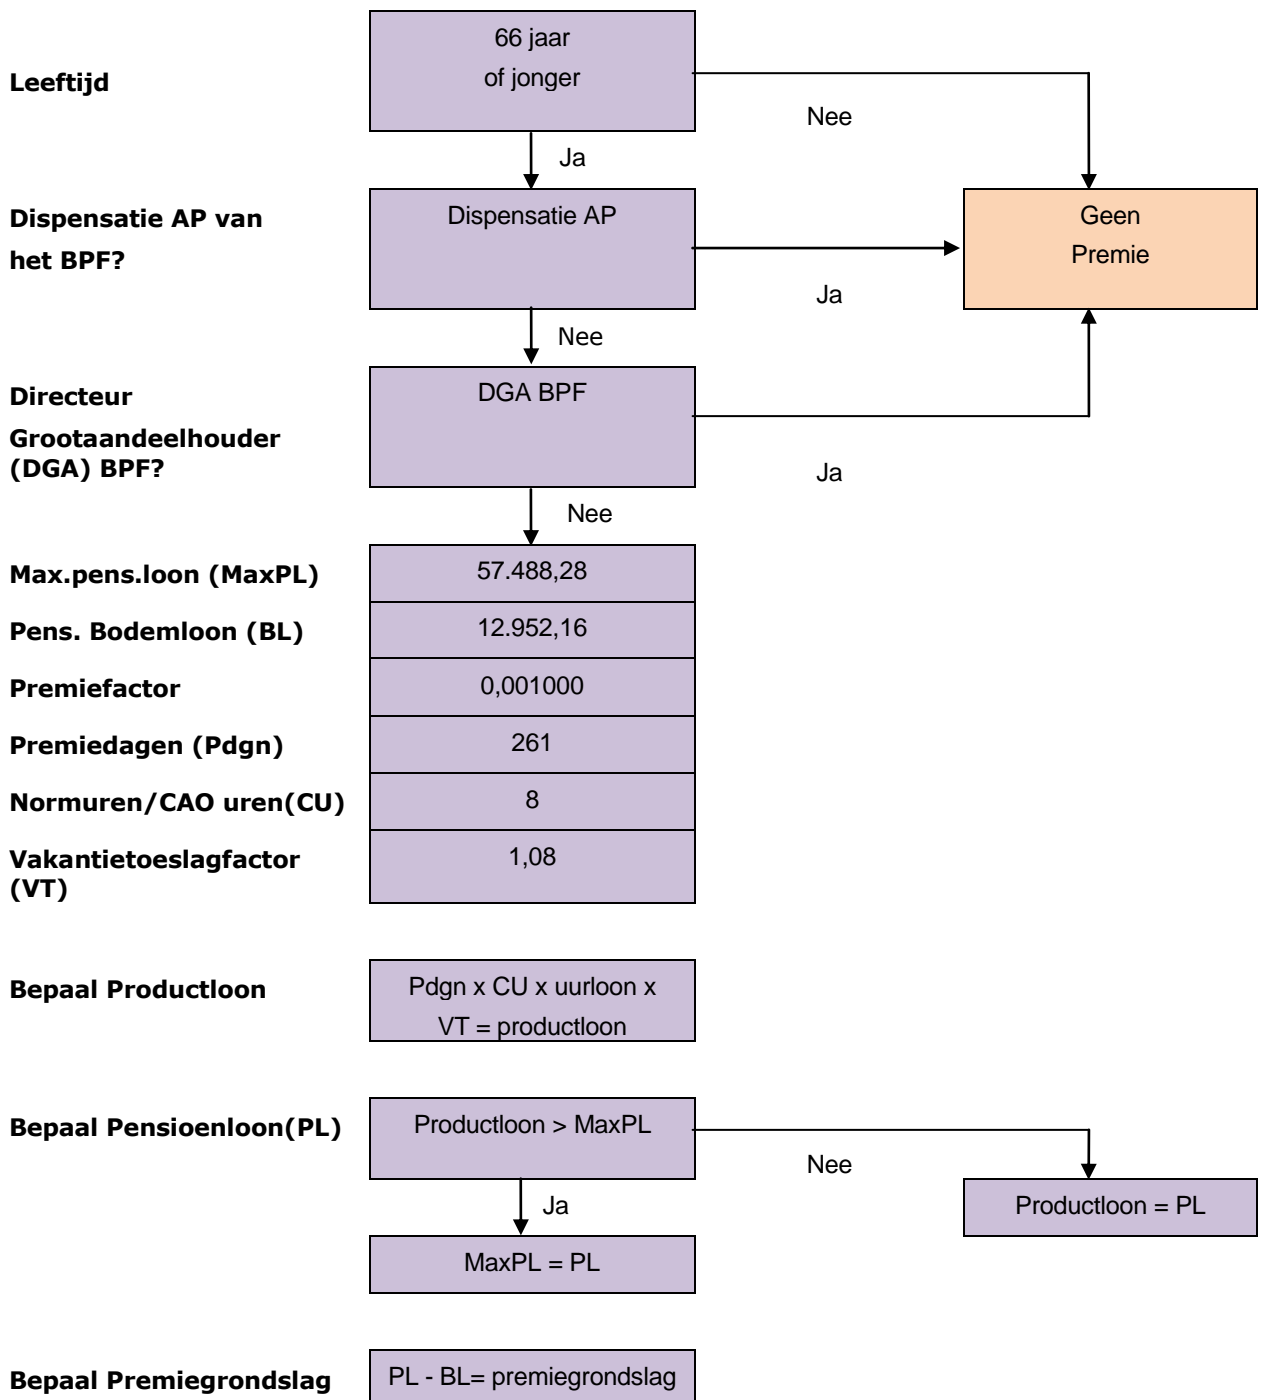 66 jaar
of jonger
Leeftijd
Nee
Ja
Dispensatie AP van
het BPF?
Dispensatie AP
Geen
Premie
Ja
Nee
Directeur
Grootaandeelhouder
(DGA) BPF?
DGA BPF
Ja
Nee
Max.pens.loon (MaxPL)
57.488,28
Pens. Bodemloon (BL)
12.952,16
Premiefactor
0,001000
Premiedagen (Pdgn)
261
Normuren/CAO uren(CU)
8
Vakantietoeslagfactor
(VT)
1,08
Bepaal Productloon
Pdgn x CU x uurloon x
VT = productloon
Bepaal Pensioenloon(PL)
Productloon > MaxPL
Nee
Ja
Productloon = PL
MaxPL = PL
Bepaal Premiegrondslag
PL - BL= premiegrondslag